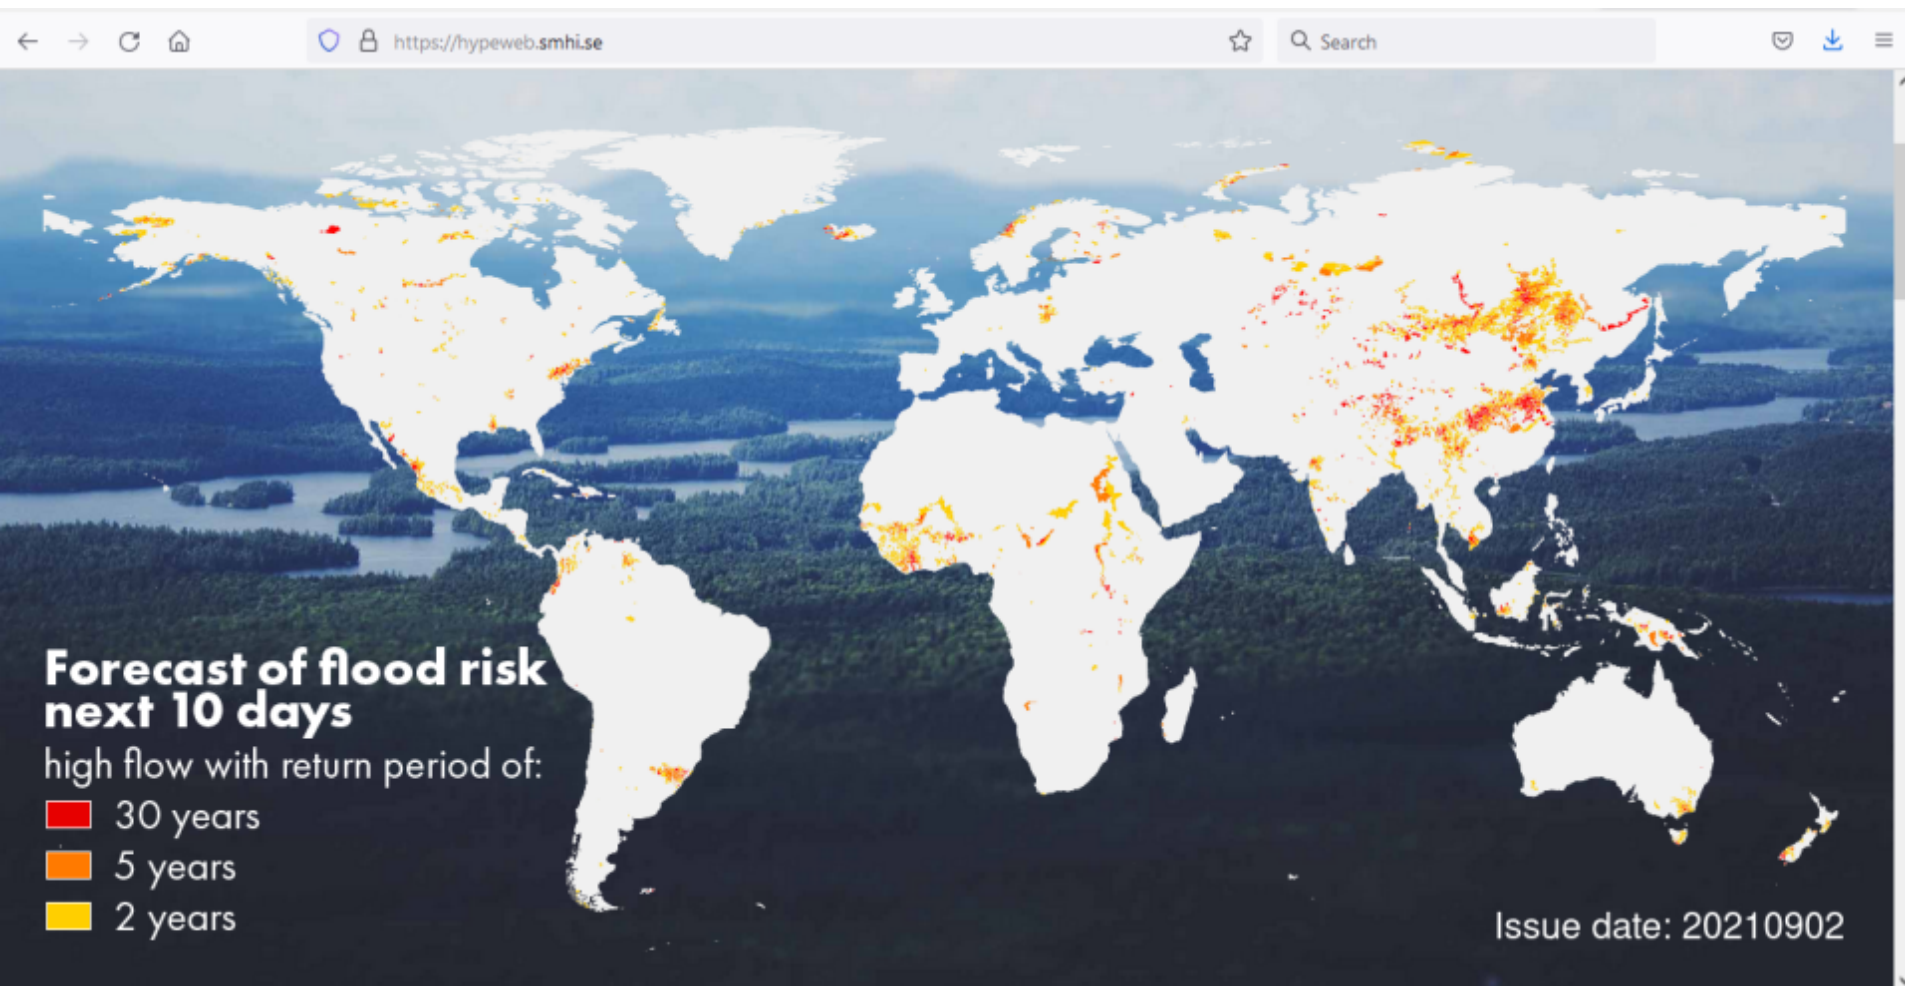 https://hypeweb.smhi.se
Search
Forecast of flood risk
next 10 days
high flow with return period of:
30 years
5 years
2 years
Issue date: 20210902